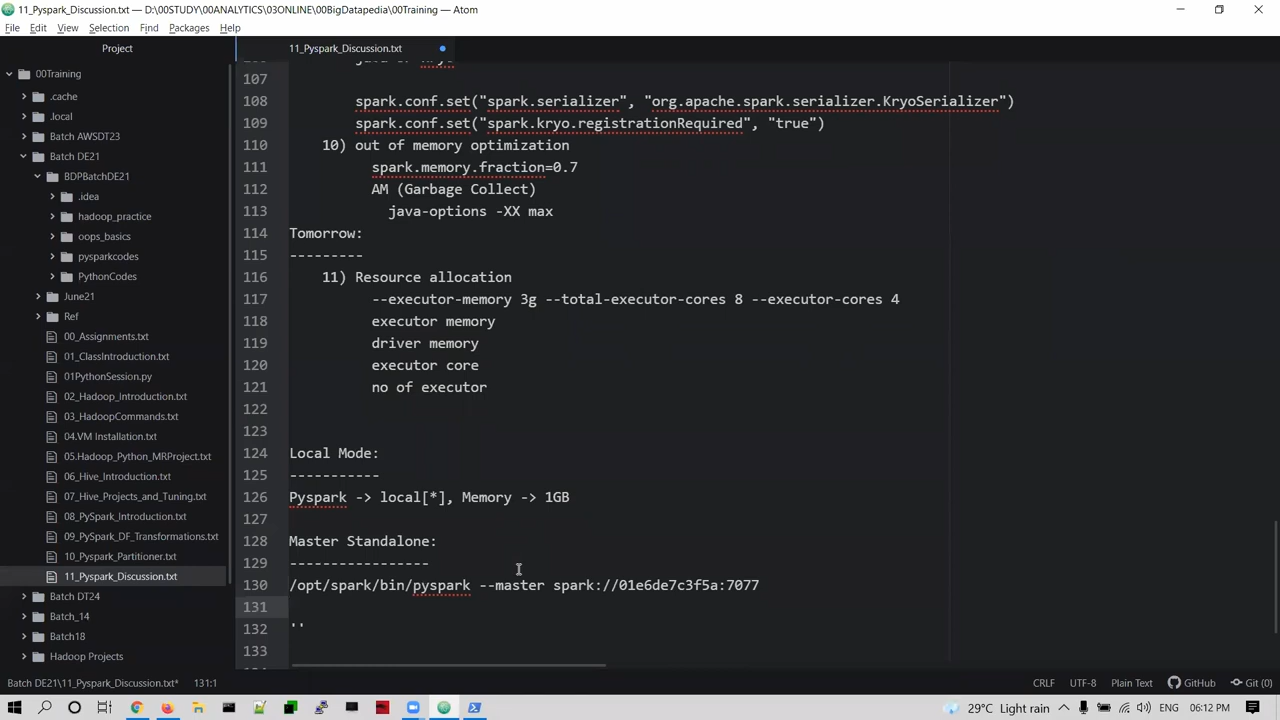 11_Pyspark_Discussion.txt — D:\00STUDY\00ANALYTICS\03ONLINE\00BigDatapedia\00Training — Atom
File Edit View Selection Find Packages Help
Project
11_Pyspark_Discussion.txt
00Training
.cache
.local
Batch AWSDT23
Batch DE21
BDPBatchDE21
.idea
hadoop_practice
oops_basics
pysparkcodes
PythonCodes
June21
Ref
00_Assignments.txt
01_ClassIntroduction.txt
01PythonSession.py
02_Hadoop_Introduction.txt
03_HadoopCommands.txt
04.VM Installation.txt
05.Hadoop_Python_MRProject.txt
06_Hive_Introduction.txt
07_Hive_Projects_and_Tuning.txt
08_PySpark_Introduction.txt
09_PySpark_DF_Transformations.txt
10_Pyspark_Partitioner.txt
11_Pyspark_Discussion.txt
Batch DT24
Batch_14
Batch18
Hadoop Projects
107
108 spark.conf.set("spark.serializer", "org.apache.spark.serializer.KryoSerializer")
109 spark.conf.set("spark.kryo.registrationRequired", "true")
110 10) out of memory optimization
111 spark.memory.fraction=0.7
112 AM (Garbage Collect)
113 java-options -XX max
114 Tomorrow:
115 ---------
116 11) Resource allocation
117 --executor-memory 3g --total-executor-cores 8 --executor-cores 4
118 executor memory
119 driver memory
120 executor core
121 no of executor
122
123
124 Local Mode:
125 -----------
126 Pyspark -> local[*], Memory -> 1GB
127
128 Master Standalone:
129 -----------------
130 /opt/spark/bin/pyspark --master spark://01e6de7c3f5a:7077
131
132 ''
133
Batch DE21\11_Pyspark_Discussion.txt* 131:1
CRLF UTF-8 Plain Text GitHub Git (0)
29°C Light rain 06:12 PM